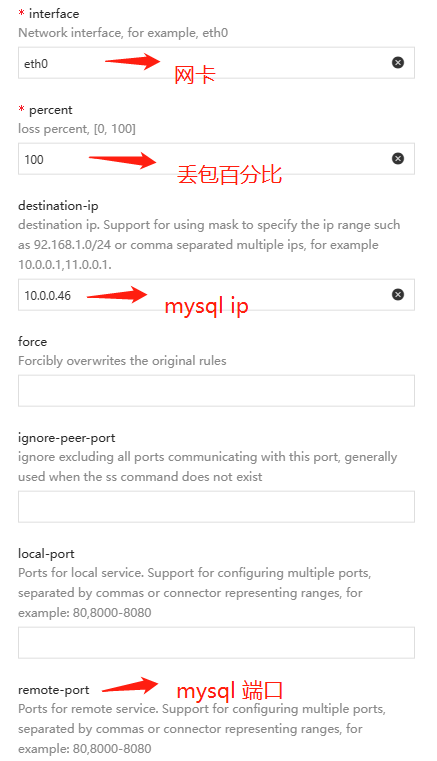 * interface
Network interface, for example, eth0
eth0
网卡
* percent
loss percent, [0, 100]
100
丢包百分比
destination-ip
destination ip. Support for using mask to specify the ip range such
as 92.168.1.0/24 or comma separated multiple ips, for example
10.0.0.1,11.0.0.1.
10.0.0.46
mysql ip
force
Forcibly overwrites the original rules
ignore-peer-port
ignore excluding all ports communicating with this port, generally
used when the ss command does not exist
local-port
Ports for local service. Support for configuring multiple ports,
separated by commas or connector representing ranges, for
example: 80,8000-8080
remote-port
mysql 端口
Ports for remote service. Support for configuring multiple ports,
separated by commas or connector representing ranges, for
example: 80,8000-8080